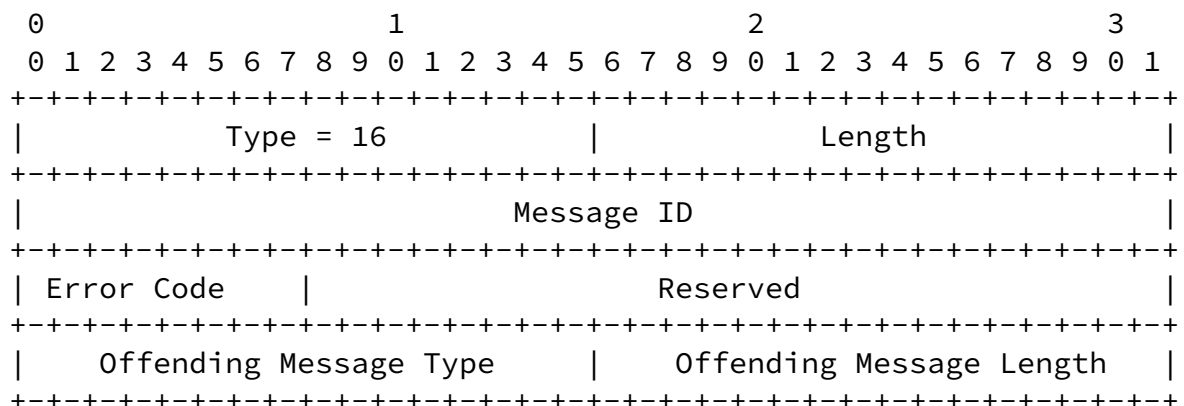 0                   1                   2                   3
 0 1 2 3 4 5 6 7 8 9 0 1 2 3 4 5 6 7 8 9 0 1 2 3 4 5 6 7 8 9 0 1
+-+-+-+-+-+-+-+-+-+-+-+-+-+-+-+-+-+-+-+-+-+-+-+-+-+-+-+-+-+-+-+-+
|           Type = 16           |            Length             |
+-+-+-+-+-+-+-+-+-+-+-+-+-+-+-+-+-+-+-+-+-+-+-+-+-+-+-+-+-+-+-+-+
|                           Message ID                          |
+-+-+-+-+-+-+-+-+-+-+-+-+-+-+-+-+-+-+-+-+-+-+-+-+-+-+-+-+-+-+-+-+
| Error Code    |                   Reserved                    |
+-+-+-+-+-+-+-+-+-+-+-+-+-+-+-+-+-+-+-+-+-+-+-+-+-+-+-+-+-+-+-+-+
|    Offending Message Type     |    Offending Message Length   |
+-+-+-+-+-+-+-+-+-+-+-+-+-+-+-+-+-+-+-+-+-+-+-+-+-+-+-+-+-+-+-+-+